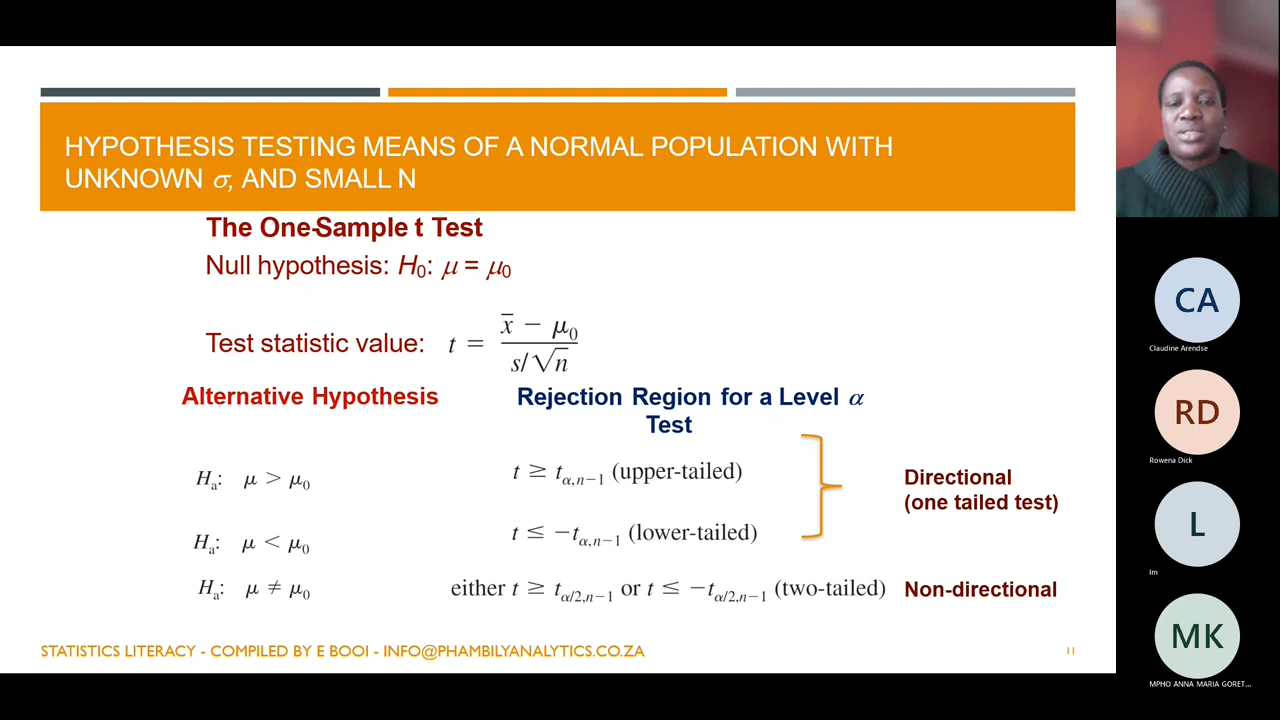 HYPOTHESIS TESTING MEANS OF A NORMAL POPULATION WITH
UNKNOWN σ, AND SMALL N
The One-Sample t Test
Null hypothesis: H₀: μ = μ₀
Test statistic value: t = (x̄ − μ₀) / (s/√n)
Alternative Hypothesis
Rejection Region for a Level α
Test
Hₐ: μ > μ₀
t ≥ t_{α,n−1} (upper-tailed)
Directional
(one tailed test)
Hₐ: μ < μ₀
t ≤ −t_{α,n−1} (lower-tailed)
Hₐ: μ ≠ μ₀
either t ≥ t_{α/2,n−1} or t ≤ −t_{α/2,n−1} (two-tailed)
Non-directional
STATISTICS LITERACY - COMPILED BY E BOOI - INFO@PHAMBILYANALYTICS.CO.ZA
11
CA
Claudine Arendse
RD
Rowena Dick
L
lm
MK
MPHO ANNA MARIA GORET...